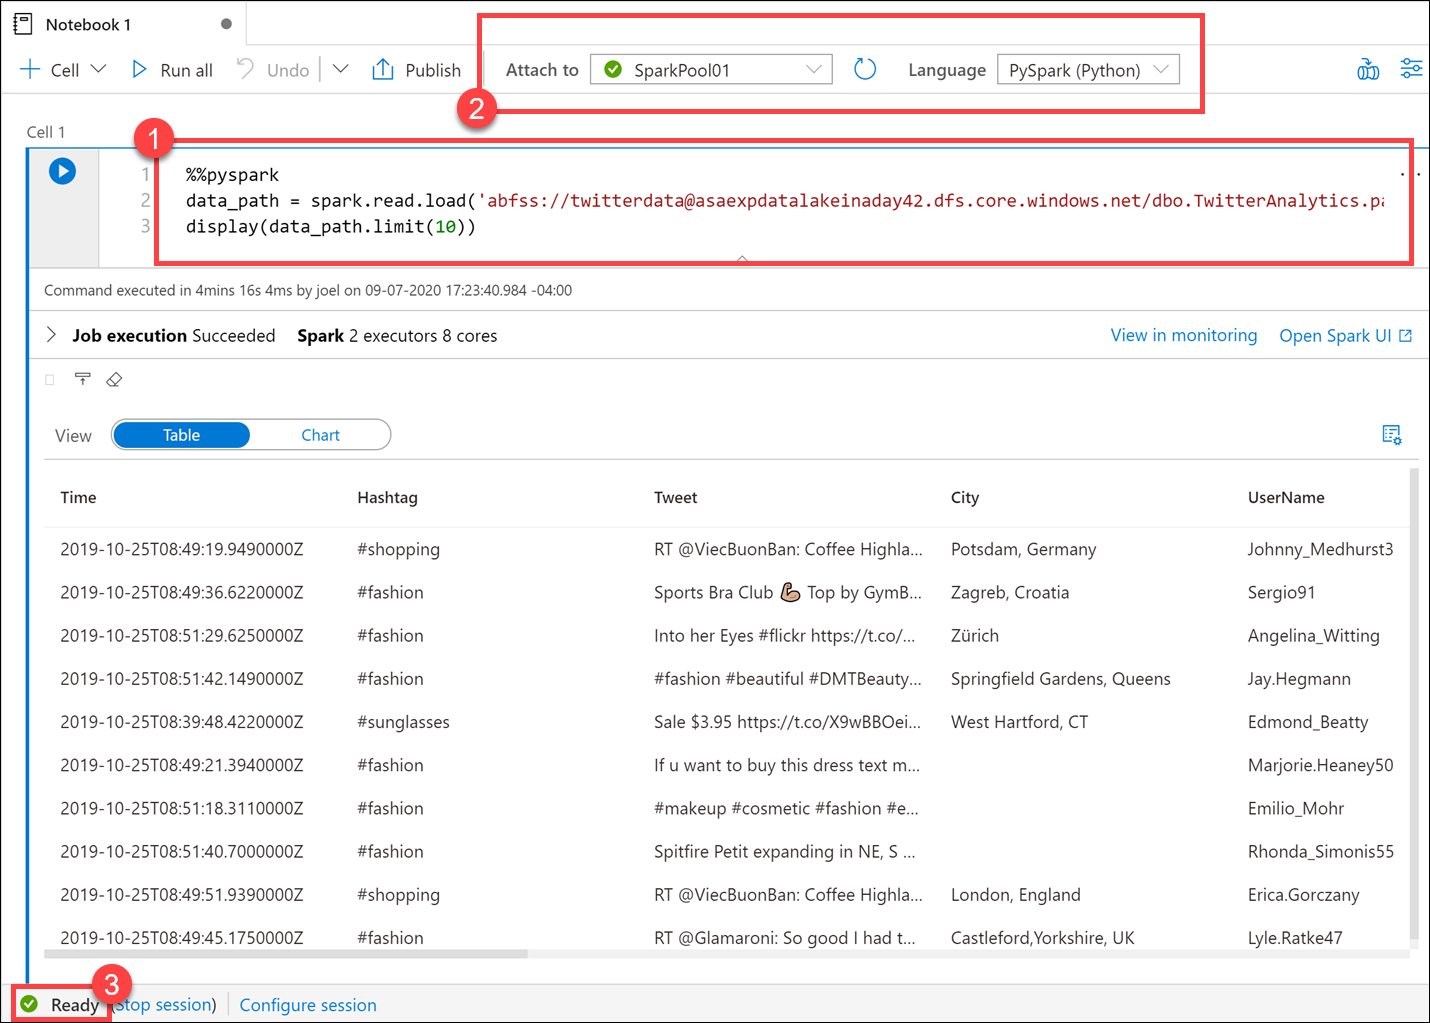 Notebook 1
Cell Run all Undo Publish Attach to SparkPool01 Language PySpark (Python)
2
Cell 1
1
1 %%pyspark
2 data_path = spark.read.load('abfss://twitterdata@asaexpdatalakeinaday42.dfs.core.windows.net/dbo.TwitterAnalytics.pa
3 display(data_path.limit(10))
Command executed in 4mins 16s 4ms by joel on 09-07-2020 17:23:40.984 -04:00
Job execution Succeeded Spark 2 executors 8 cores View in monitoring Open Spark UI
View Table Chart
Time Hashtag Tweet City UserName
2019-10-25T08:49:19.9490000Z #shopping RT @ViecBuonBan: Coffee Highla... Potsdam, Germany Johnny_Medhurst3
2019-10-25T08:49:36.6220000Z #fashion Sports Bra Club 💪🏼 Top by GymB... Zagreb, Croatia Sergio91
2019-10-25T08:51:29.6250000Z #fashion Into her Eyes #flickr https://t.co/... Zürich Angelina_Witting
2019-10-25T08:51:42.1490000Z #fashion #fashion #beautiful #DMTBeauty... Springfield Gardens, Queens Jay.Hegmann
2019-10-25T08:39:48.4220000Z #sunglasses Sale $3.95 https://t.co/X9wBBOei... West Hartford, CT Edmond_Beatty
2019-10-25T08:49:21.3940000Z #fashion If u want to buy this dress text m... Marjorie.Heaney50
2019-10-25T08:51:18.3110000Z #fashion #makeup #cosmetic #fashion #e... Emilio_Mohr
2019-10-25T08:51:40.7000000Z #fashion Spitfire Petit expanding in NE, S ... Rhonda_Simonis55
2019-10-25T08:49:51.9390000Z #shopping RT @ViecBuonBan: Coffee Highla... London, England Erica.Gorczany
2019-10-25T08:49:45.1750000Z #fashion RT @Glamaroni: So good I had t... Castleford,Yorkshire, UK Lyle.Ratke47
3
Ready (Stop session) Configure session